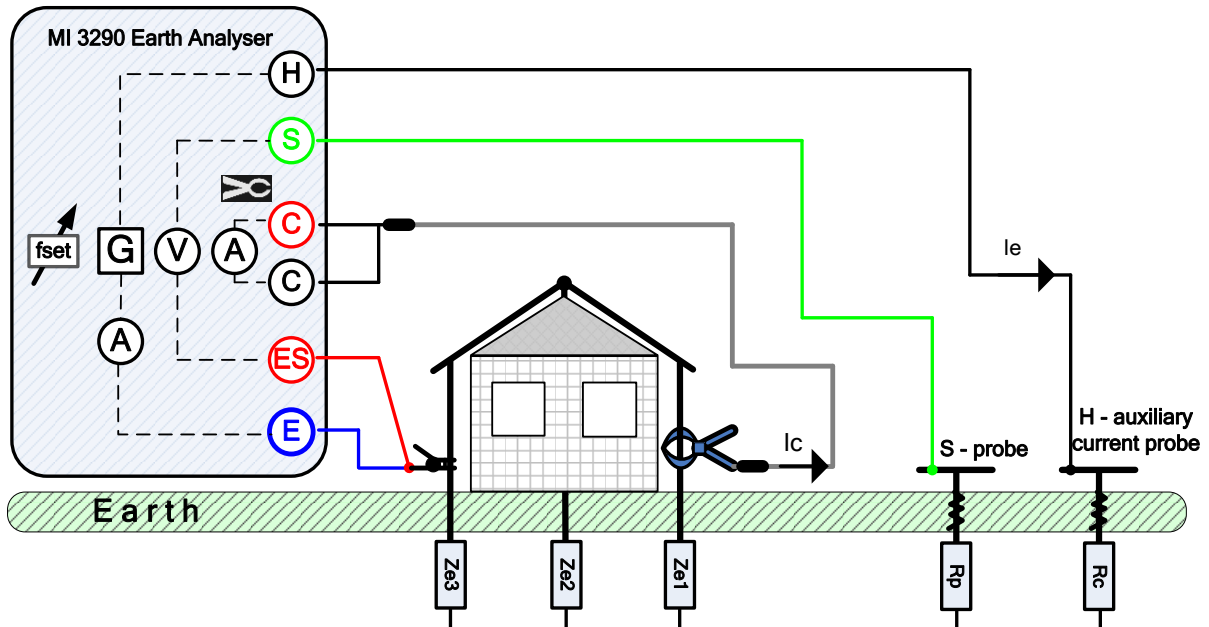 MI 3290 Earth Analyser
H
S
C
fset
G
V
A
C
A
ES
E
Ie
Ic
S - probe
H - auxiliary
current probe
Earth
Ze3
Ze2
Ze1
Rp
Rc